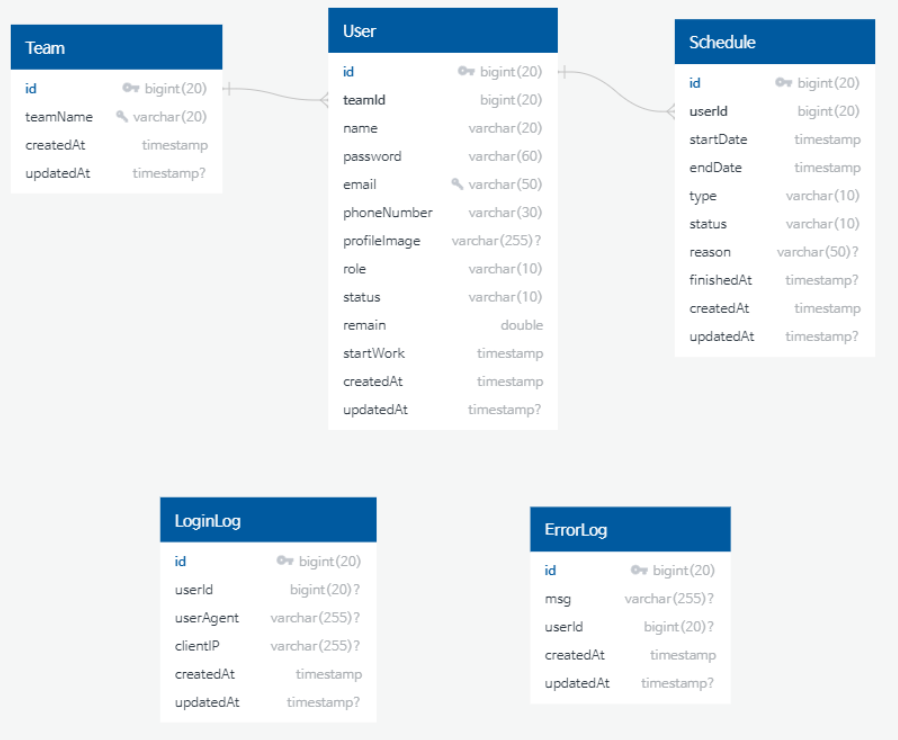 Team
id bigint(20)
teamName varchar(20)
createdAt timestamp
updatedAt timestamp?
User
id bigint(20)
teamId bigint(20)
name varchar(20)
password varchar(60)
email varchar(50)
phoneNumber varchar(30)
profileImage varchar(255)?
role varchar(10)
status varchar(10)
remain double
startWork timestamp
createdAt timestamp
updatedAt timestamp?
Schedule
id bigint(20)
userId bigint(20)
startDate timestamp
endDate timestamp
type varchar(10)
status varchar(10)
reason varchar(50)?
finishedAt timestamp?
createdAt timestamp
updatedAt timestamp?
LoginLog
id bigint(20)
userId bigint(20)?
userAgent varchar(255)?
clientIP varchar(255)?
createdAt timestamp
updatedAt timestamp?
ErrorLog
id bigint(20)
msg varchar(255)?
userId bigint(20)?
createdAt timestamp
updatedAt timestamp?